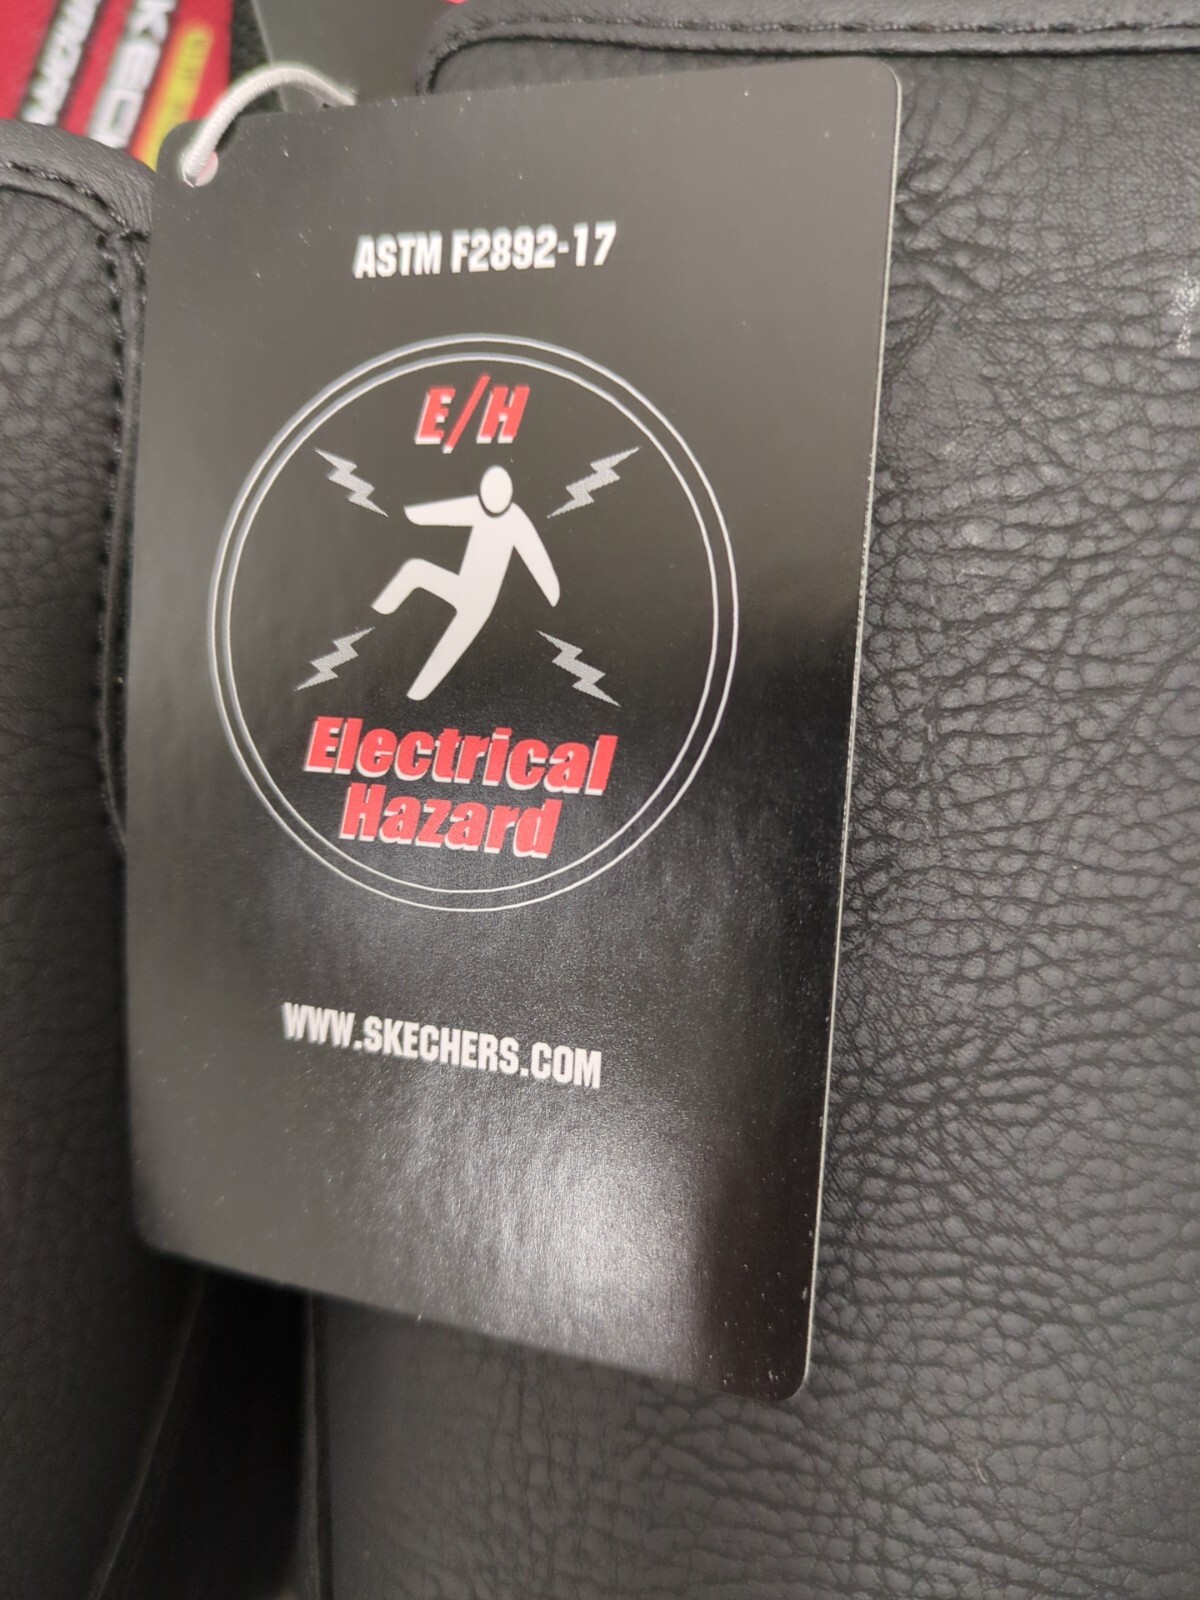 ASTM F2892-17
E/H
Electrical
Hazard
WWW.SKECHERS.COM